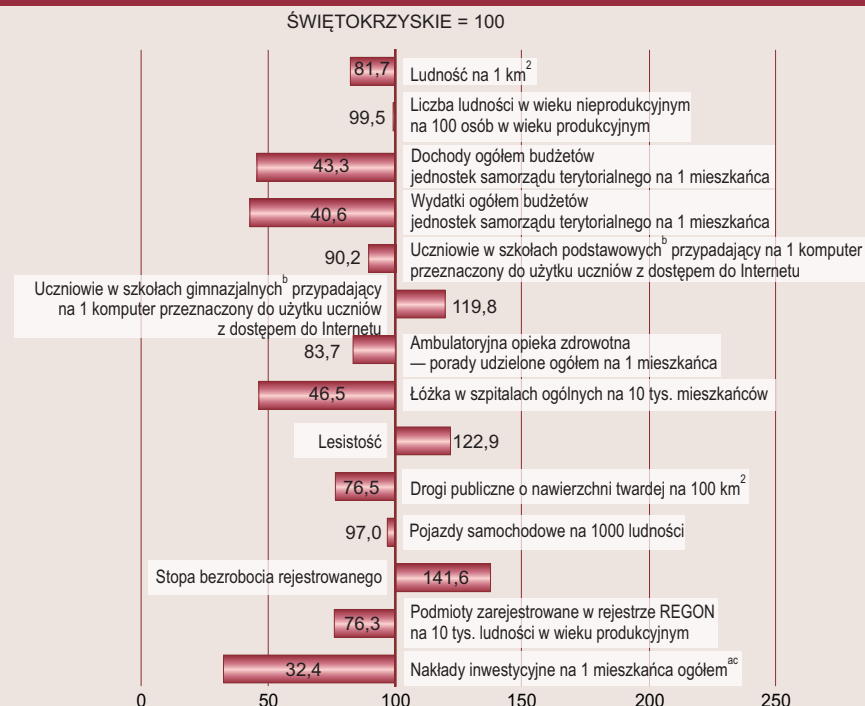 ŚWIĘTOKRZYSKIE = 100
81,7 Ludność na 1 km²
Liczba ludności w wieku nieprodukcyjnym
99,5 na 100 osób w wieku produkcyjnym
Dochody ogółem budżetów
43,3 jednostek samorządu terytorialnego na 1 mieszkańca
Wydatki ogółem budżetów
40,6 jednostek samorządu terytorialnego na 1 mieszkańca
Uczniowie w szkołach podstawowychᵇ przypadający na 1 komputer
90,2 przeznaczony do użytku uczniów z dostępem do Internetu
Uczniowie w szkołach gimnazjalnychᵇ przypadający
na 1 komputer przeznaczony do użytku uczniów 119,8
z dostępem do Internetu
Ambulatoryjna opieka zdrowotna
83,7 — porady udzielone ogółem na 1 mieszkańca
46,5 Łóżka w szpitalach ogólnych na 10 tys. mieszkańców
Lesistość 122,9
76,5 Drogi publiczne o nawierzchni twardej na 100 km²
97,0 Pojazdy samochodowe na 1000 ludności
Stopa bezrobocia rejestrowanego 141,6
Podmioty zarejestrowane w rejestrze REGON
76,3 na 10 tys. ludności w wieku produkcyjnym
32,4 Nakłady inwestycyjne na 1 mieszkańca ogółemᵃᶜ
0 50 100 150 200 250